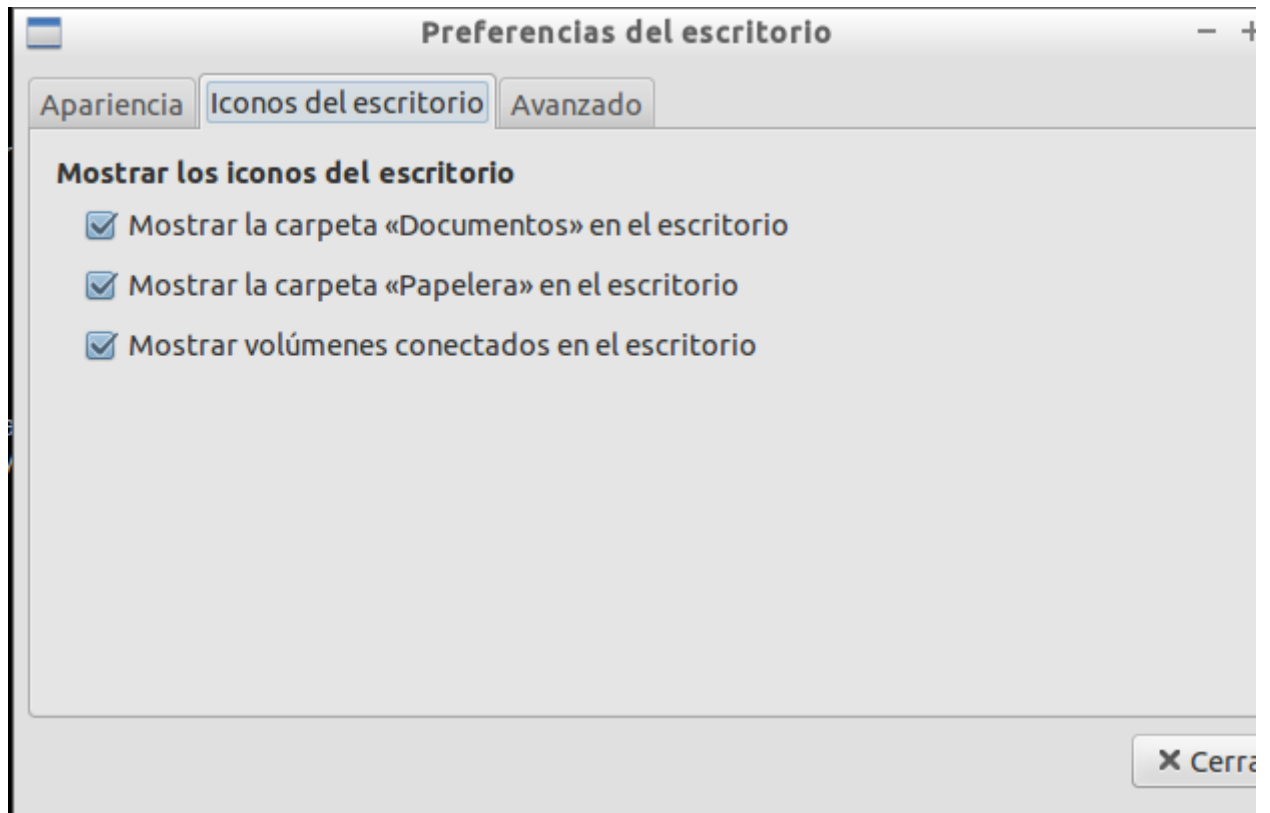 Preferencias del escritorio
Apariencia Iconos del escritorio Avanzado
Mostrar los iconos del escritorio
Mostrar la carpeta «Documentos» en el escritorio
Mostrar la carpeta «Papelera» en el escritorio
Mostrar volúmenes conectados en el escritorio
Cerra